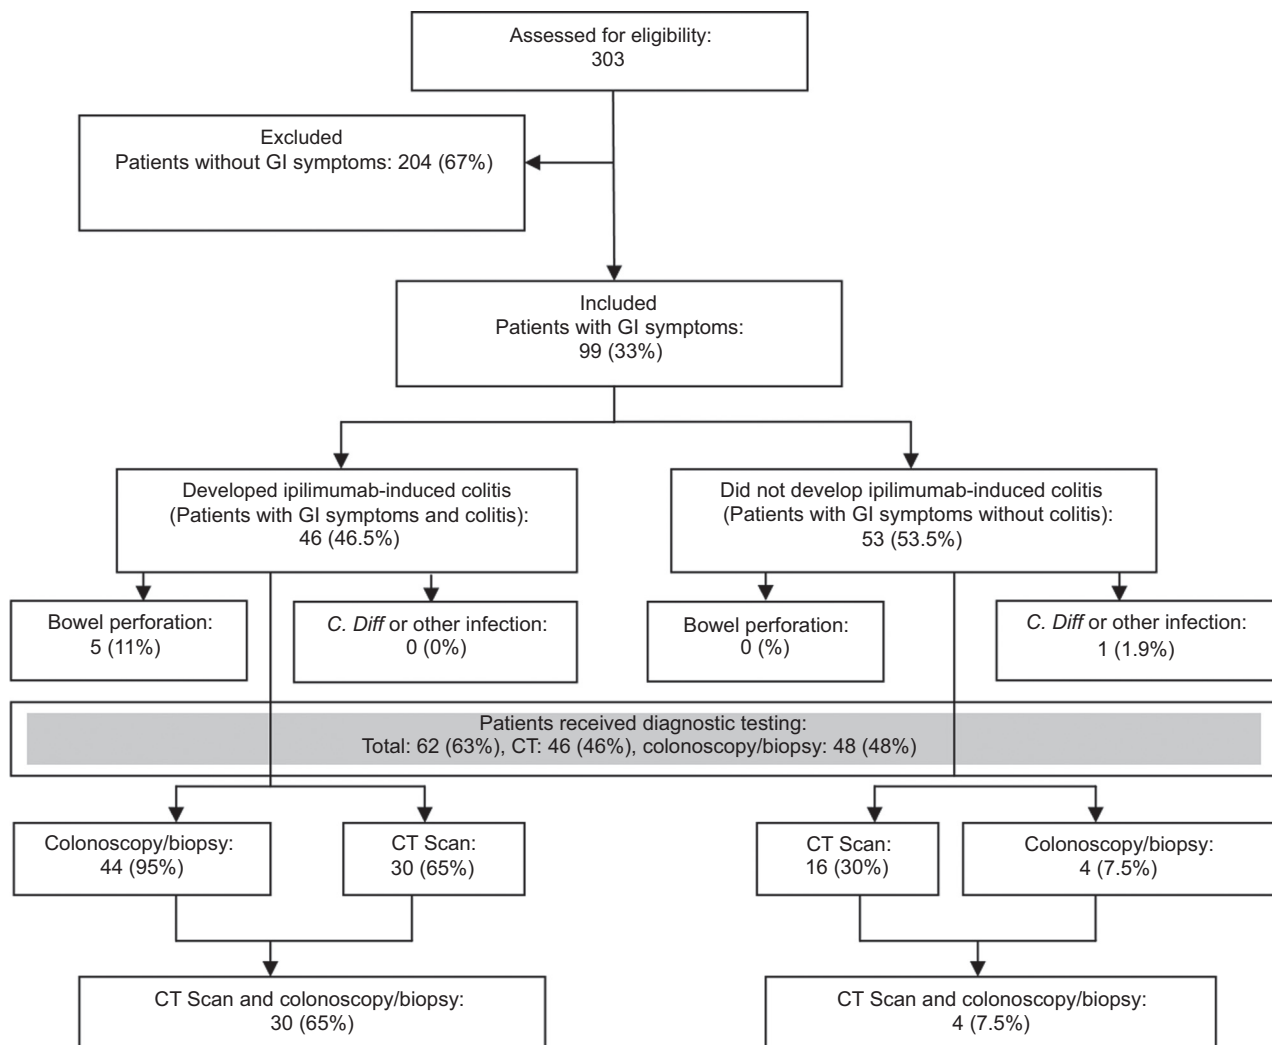 Assessed for eligibility:
303
Excluded
Patients without GI symptoms: 204 (67%)
Included
Patients with GI symptoms:
99 (33%)
Developed ipilimumab-induced colitis
(Patients with GI symptoms and colitis):
46 (46.5%)
Did not develop ipilimumab-induced colitis
(Patients with GI symptoms without colitis):
53 (53.5%)
Bowel perforation:
5 (11%)
C. Diff or other infection:
0 (0%)
Bowel perforation:
0 (%)
C. Diff or other infection:
1 (1.9%)
Patients received diagnostic testing:
Total: 62 (63%), CT: 46 (46%), colonoscopy/biopsy: 48 (48%)
Colonoscopy/biopsy:
44 (95%)
CT Scan:
30 (65%)
CT Scan:
16 (30%)
Colonoscopy/biopsy:
4 (7.5%)
CT Scan and colonoscopy/biopsy:
30 (65%)
CT Scan and colonoscopy/biopsy:
4 (7.5%)